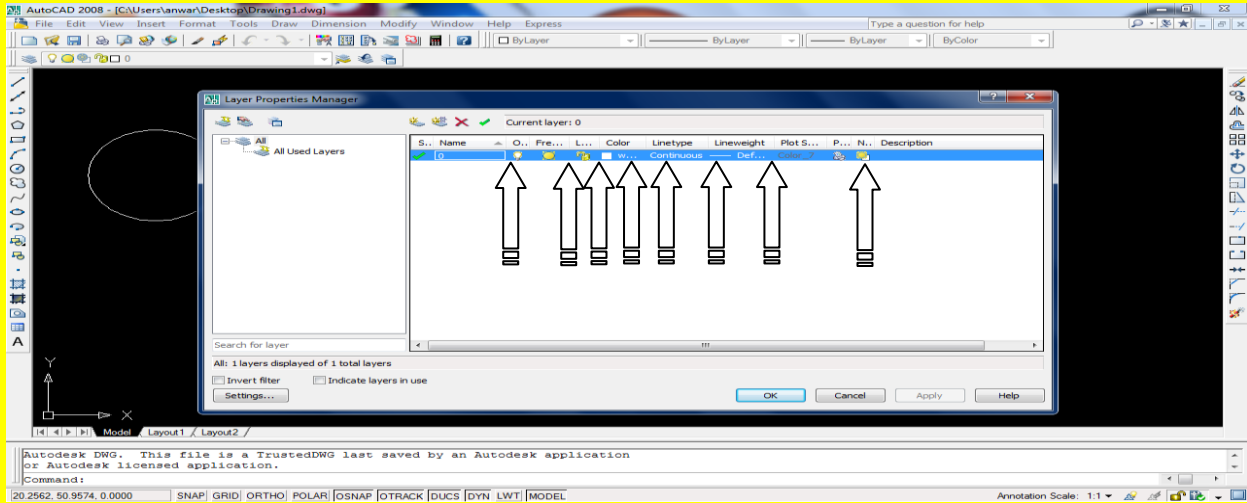 AutoCAD 2008 - [C:\Users\anwar\Desktop\Drawing1.dwg]
File Edit View Insert Format Tools Draw Dimension Modify Window Help Express Type a question for help
ByLayer ByLayer ByLayer ByColor
0
Layer Properties Manager
Current layer: 0
All
All Used Layers
S.. Name O.. Fre... L... Color Linetype Lineweight Plot S... P... N.. Description
0 w... Continuous Def... Color_7
Search for layer
All: 1 layers displayed of 1 total layers
Invert filter Indicate layers in use
Settings... OK Cancel Apply Help
A
Y
X
Model Layout1 Layout2
Autodesk DWG. This file is a TrustedDWG last saved by an Autodesk application
or Autodesk licensed application.
Command:
20.2562, 50.9574, 0.0000 SNAP GRID ORTHO POLAR OSNAP OTRACK DUCS DYN LWT MODEL Annotation Scale: 1:1